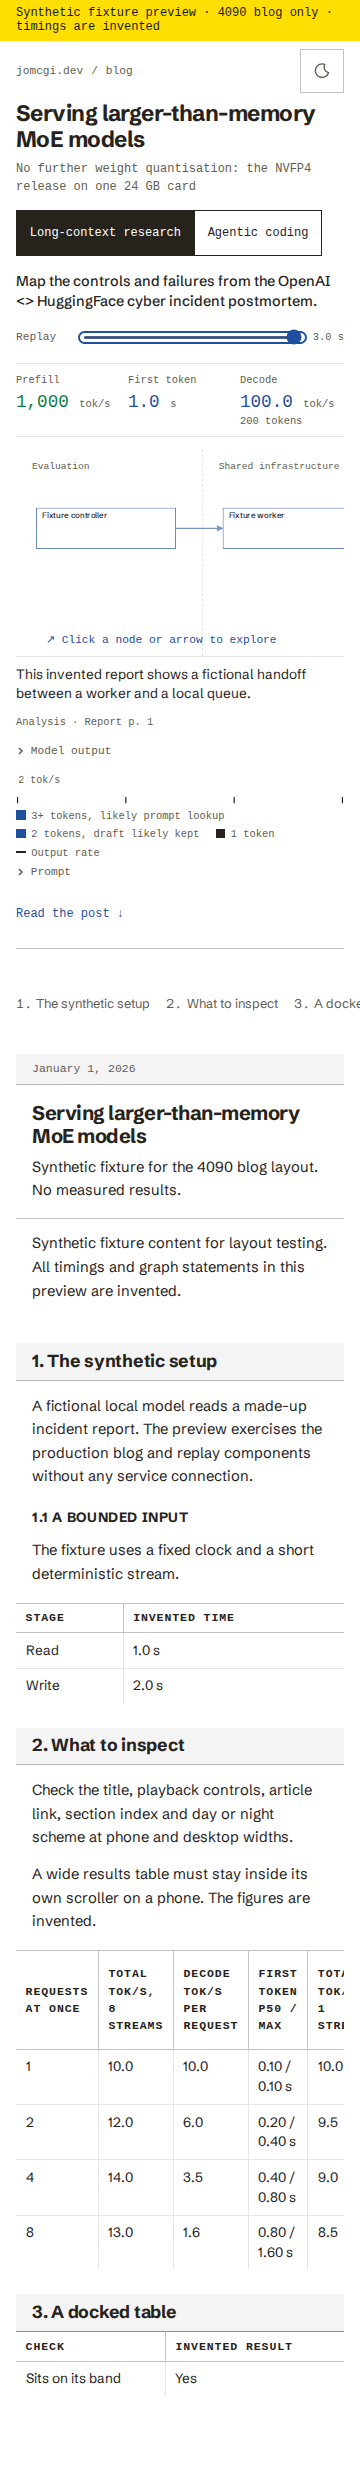 Synthetic fixture preview · 4090 blog only ·
timings are invented
jomcgi.dev / blog
Serving larger-than-memory
MoE models
No further weight quantisation: the NVFP4
release on one 24 GB card
Long-context research
Agentic coding
Map the controls and failures from the OpenAI
<> HuggingFace cyber incident postmortem.
Replay
3.0 s
Prefill
First token
Decode
1,000 tok/s
1.0 s
100.0 tok/s
200 tokens
Evaluation
Shared infrastructure
Fixture controller
Fixture worker
↗ Click a node or arrow to explore
This invented report shows a fictional handoff
between a worker and a local queue.
Analysis · Report p. 1
› Model output
2 tok/s
3+ tokens, likely prompt lookup
2 tokens, draft likely kept
1 token
Output rate
› Prompt
Read the post ↓
1. The synthetic setup
2. What to inspect
3. A docke
January 1, 2026
Serving larger-than-memory
MoE models
Synthetic fixture for the 4090 blog layout.
No measured results.
Synthetic fixture content for layout testing.
All timings and graph statements in this
preview are invented.
1. The synthetic setup
A fictional local model reads a made-up
incident report. The preview exercises the
production blog and replay components
without any service connection.
1.1 A BOUNDED INPUT
The fixture uses a fixed clock and a short
deterministic stream.
STAGE
INVENTED TIME
Read
1.0 s
Write
2.0 s
2. What to inspect
Check the title, playback controls, article
link, section index and day or night
scheme at phone and desktop widths.
A wide results table must stay inside its
own scroller on a phone. The figures are
invented.
REQUESTS
AT ONCE
TOTAL
TOK/S,
8
STREAMS
DECODE
TOK/S
PER
REQUEST
FIRST
TOKEN
P50 /
MAX
TOTA
TOK/
1
STRE
1
10.0
10.0
0.10 /
0.10 s
10.0
2
12.0
6.0
0.20 /
0.40 s
9.5
4
14.0
3.5
0.40 /
0.80 s
9.0
8
13.0
1.6
0.80 /
1.60 s
8.5
3. A docked table
CHECK
INVENTED RESULT
Sits on its band
Yes